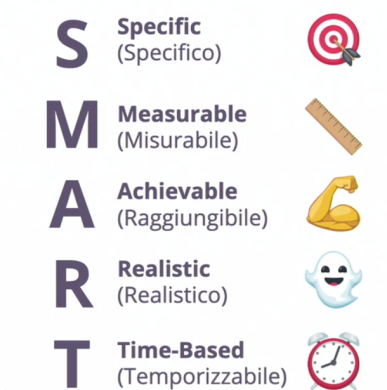 S Specific
(Specifico)
M Measurable
(Misurabile)
A Achievable
(Raggiungibile)
R Realistic
(Realistico)
T Time-Based
(Temporizzabile)